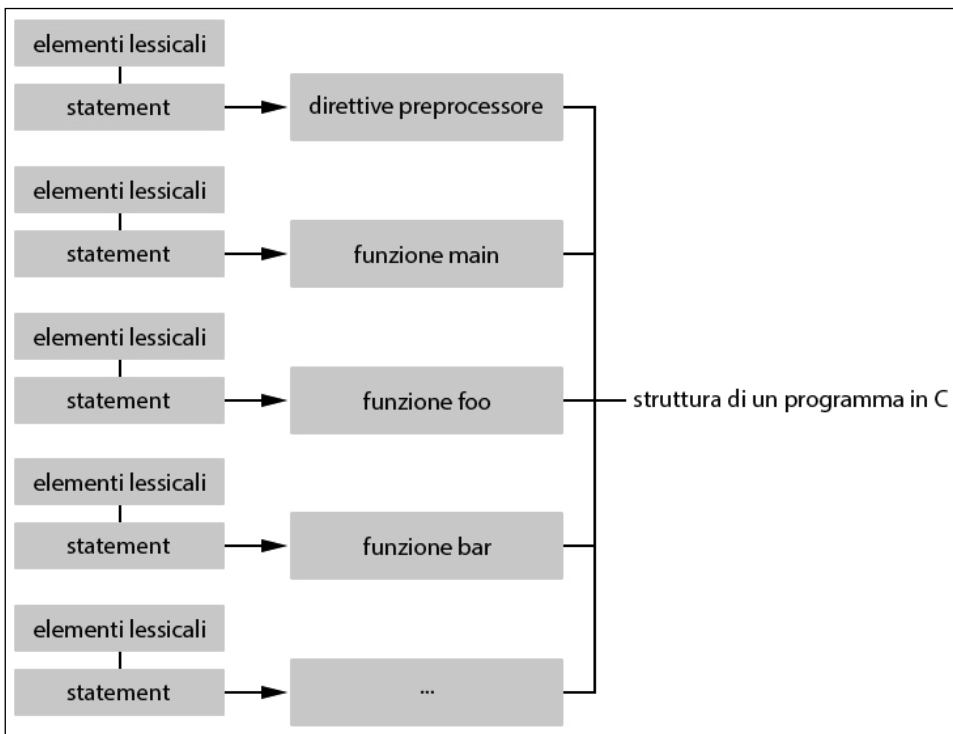 elementi lessicali
statement
direttive preprocessore
elementi lessicali
statement
funzione main
elementi lessicali
statement
funzione foo
struttura di un programma in C
elementi lessicali
statement
funzione bar
elementi lessicali
statement
...